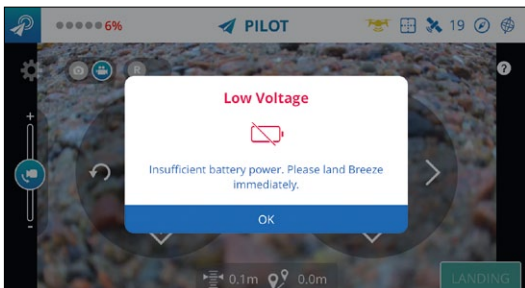 6%
PILOT
19
R
?
Low Voltage
Insufficient battery power. Please land Breeze
immediately.
OK
+
-
0.1m
0.0m
LANDING